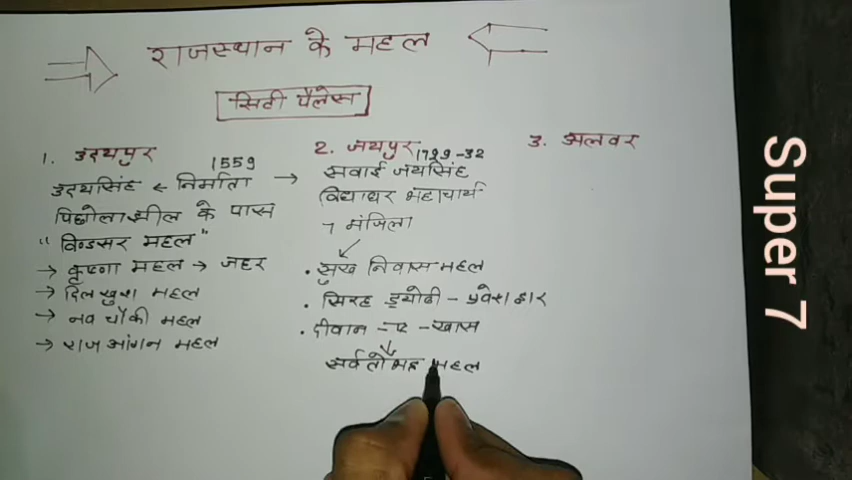 राजस्थान के महल
सिटी पैलेस
1. उदयपुर
1559
उदयसिंह ← निर्माता →
पिछोला झील के पास
"विण्डसर महल"
→ कृष्णा महल → जहर
→ दिलखुश महल
→ नव चौकी महल
→ राज आंगन महल
2. जयपुर 1729-32
सवाई जयसिंह
विद्याधर भट्टाचार्य
7 मंजिला
• सुख निवास महल
• सिरह ड्योढी - प्रवेश द्वार
• दीवान-ए-खास
सर्वतोभद्र महल
3. अलवर
Super 7